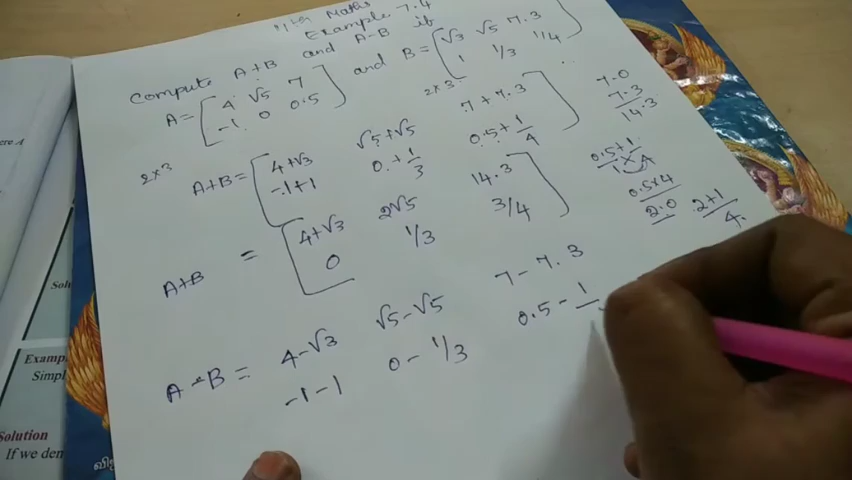 11th Maths
Example 7.4
Compute A+B and A-B if
A = [ 4 √5 7 and B = [ √3 √5 7.3
-1 0 0.5 ] 1 1/3 1/4 ]
2×3 2×3
A+B = [ 4+√3 √5+√5 7+7.3
-1+1 0+1/3 0.5+1/4 ]
7.0
7.3
14.3
A+B = [ 4+√3 2√5 14.3
0 1/3 3/4 ]
0.5+1
1 × 4
0.5×4
2.0 2+1
4
A-B = 4-√3 √5-√5 7-7.3
-1-1 0-1/3 0.5-1
Sol
Examp
Simpl
Solution
If we den